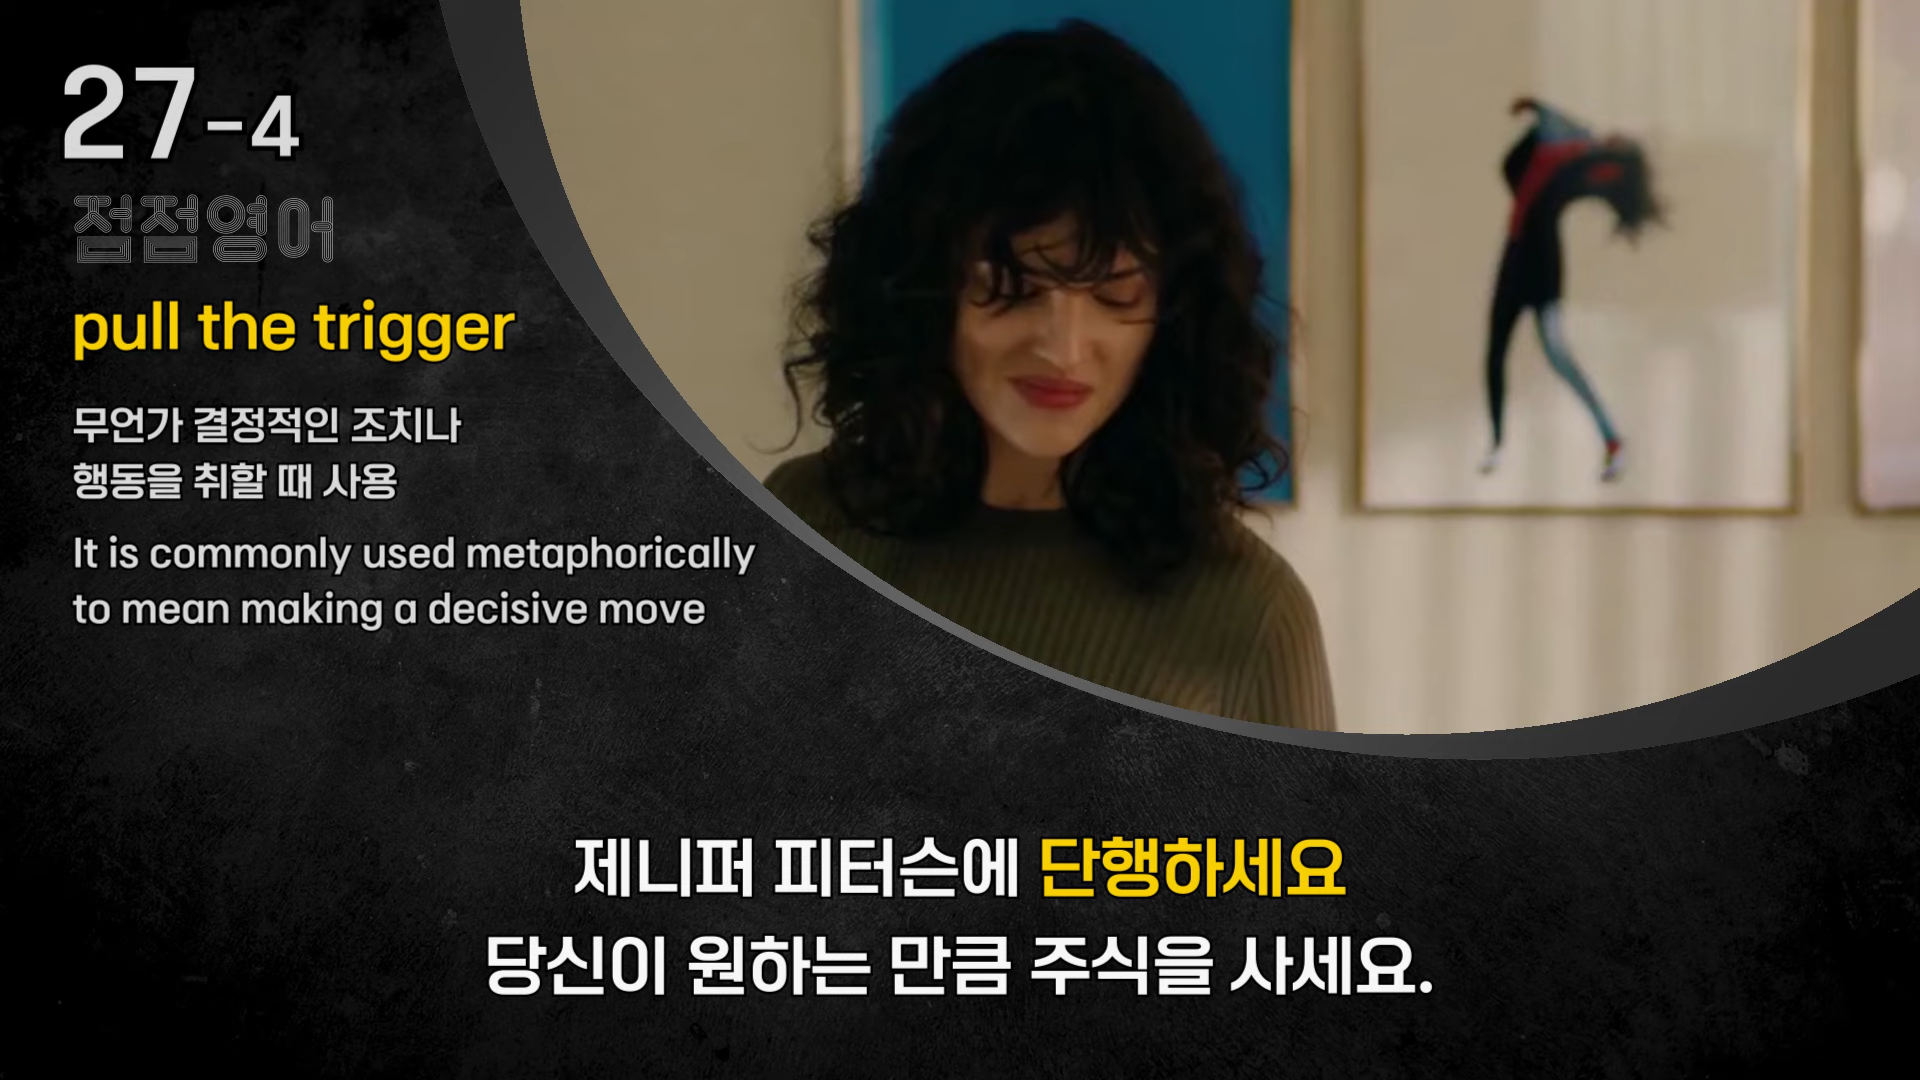 27-4
점점영어
pull the trigger
무언가 결정적인 조치나
행동을 취할 때 사용
It is commonly used metaphorically
to mean making a decisive move
제니퍼 피터슨에 단행하세요
당신이 원하는 만큼 주식을 사세요.